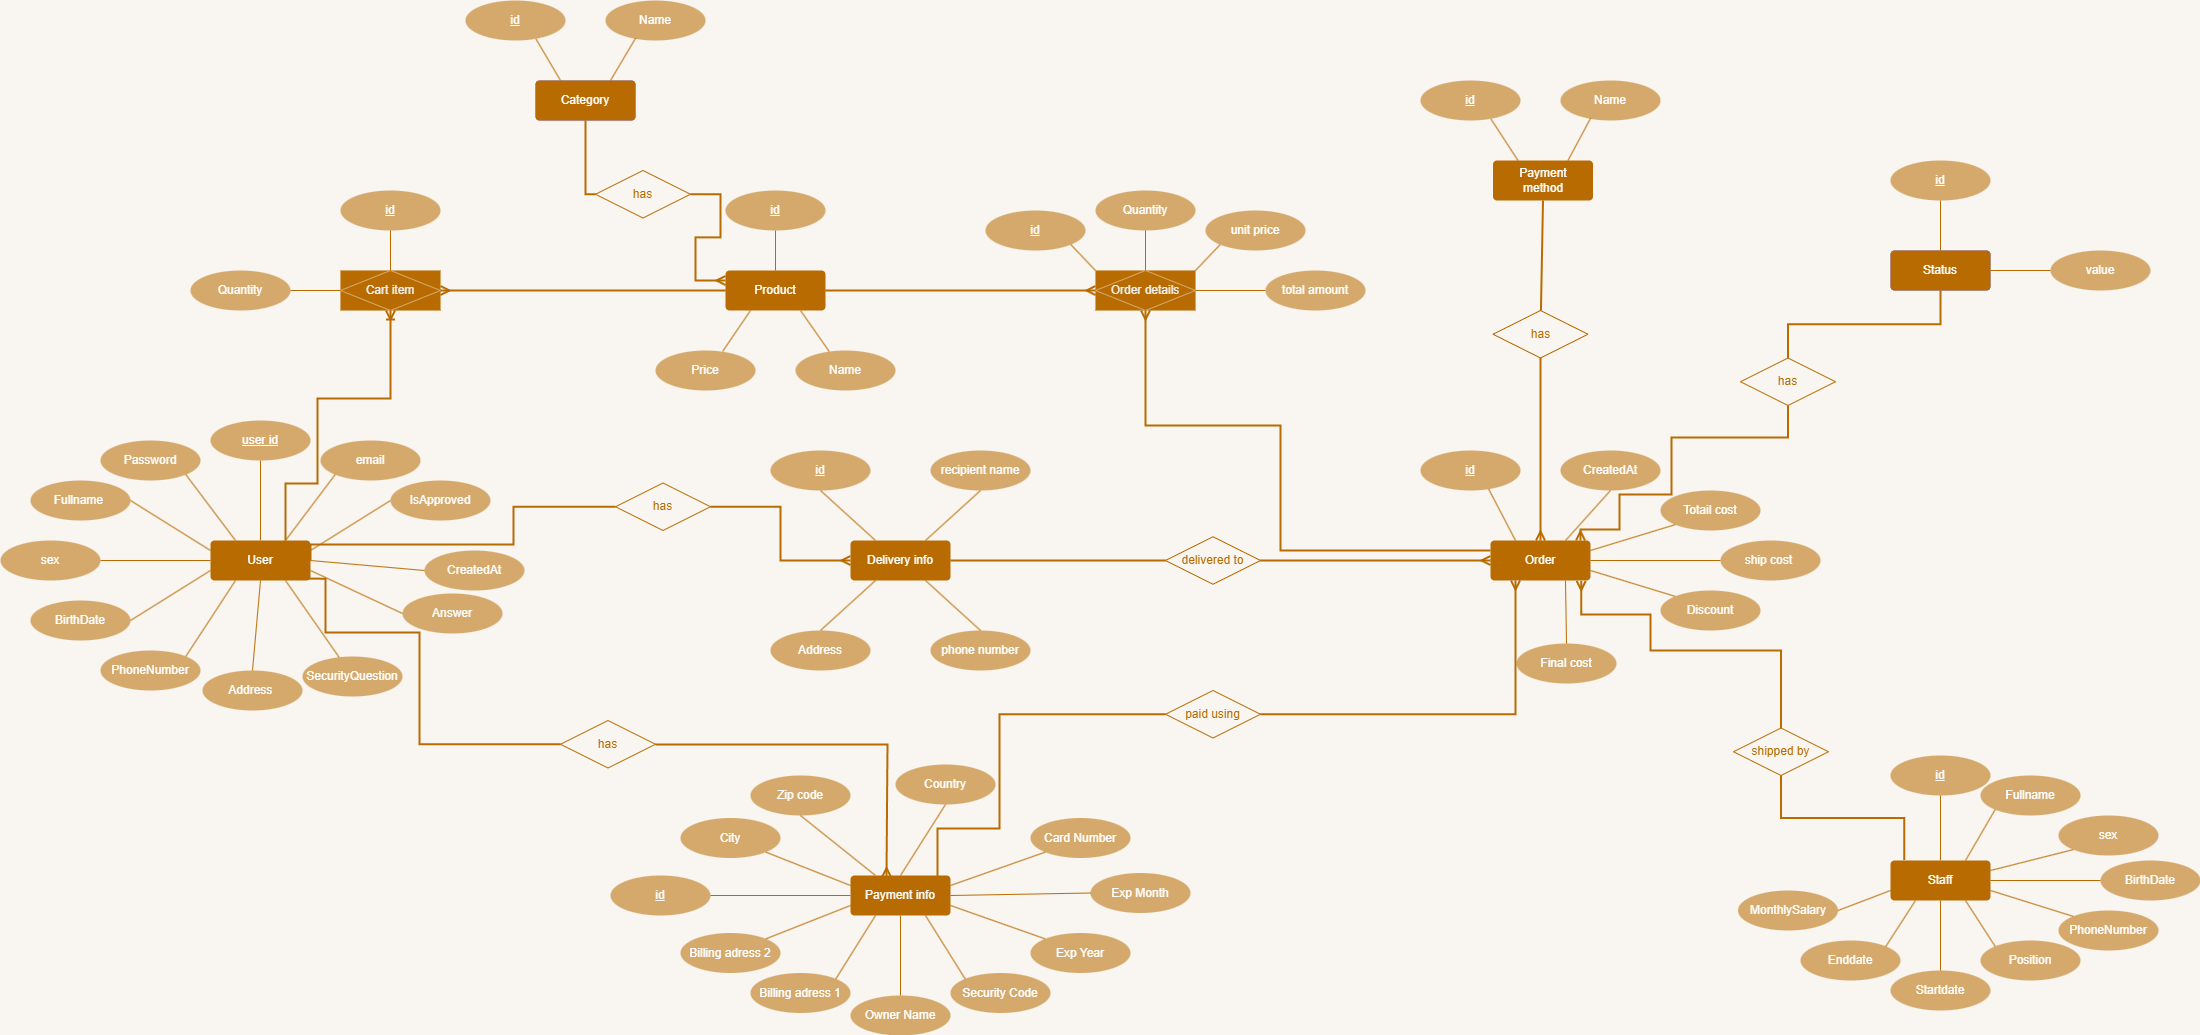 id
Name
Category
id
Name
Payment
method
id
has
id
id
id
Quantity
unit price
Status
value
Quantity
Cart item
Product
Order details
total amount
has
Price
Name
has
user id
Password
email
id
recipient name
id
CreatedAt
Fullname
IsApproved
has
Totail cost
sex
User
CreatedAt
Delivery info
delivered to
Order
ship cost
BirthDate
Answer
Discount
PhoneNumber
Address
SecurityQuestion
Address
phone number
Final cost
has
paid using
shipped by
Zip code
Country
id
Fullname
City
Card Number
sex
id
Payment info
Exp Month
Staff
BirthDate
MonthlySalary
PhoneNumber
Billing adress 2
Exp Year
Enddate
Position
Billing adress 1
Owner Name
Security Code
Startdate